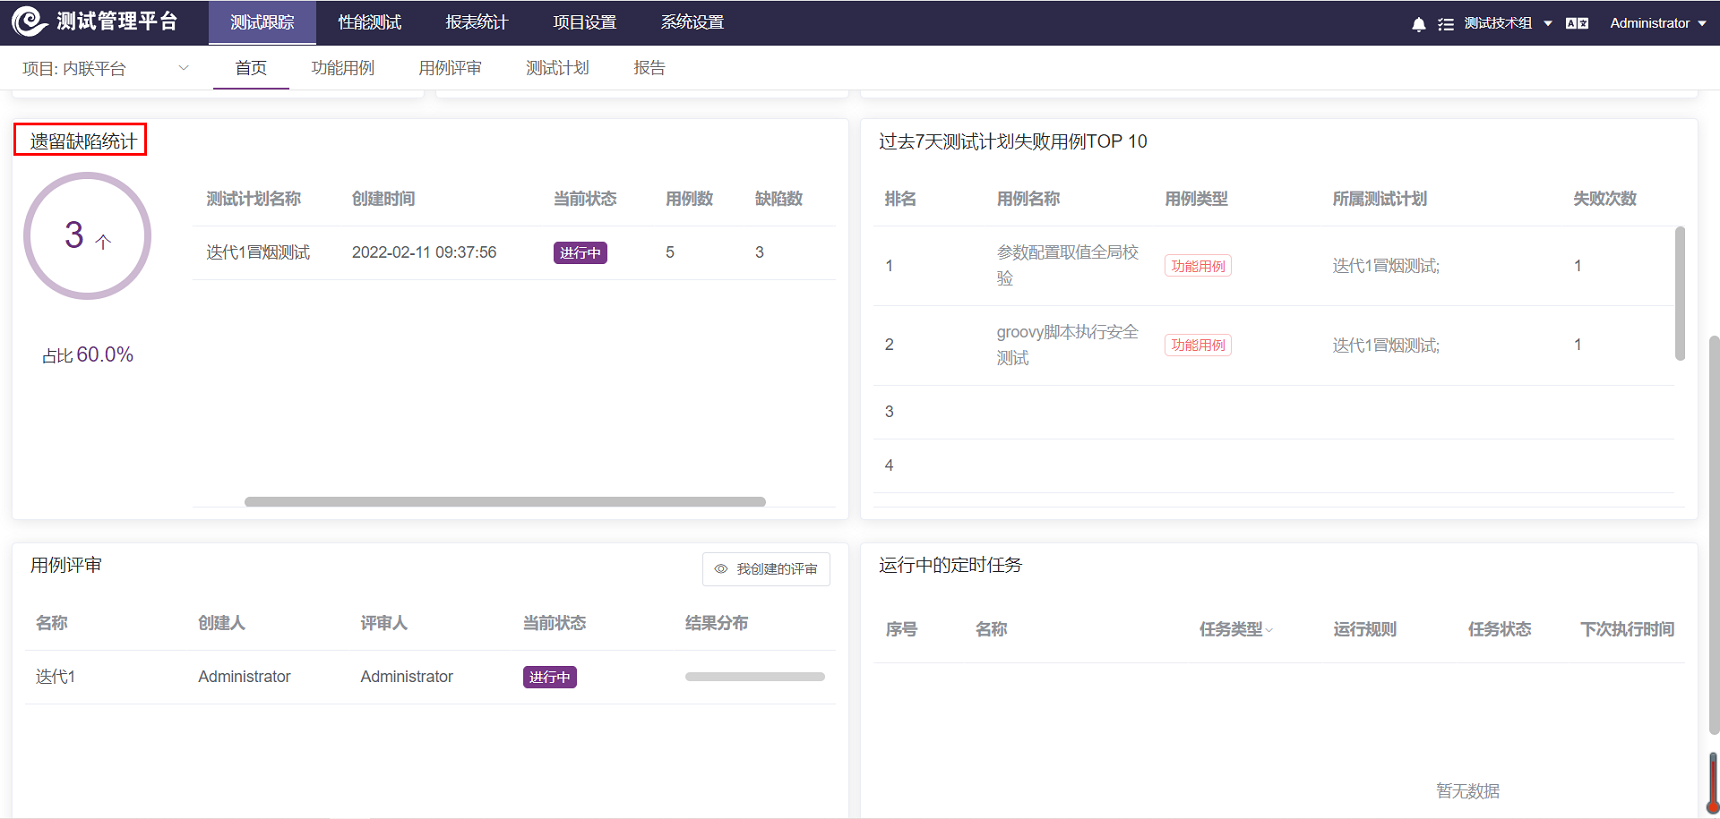 测试管理平台 测试跟踪 性能测试 报表统计 项目设置 系统设置 测试技术组 Administrator
项目: 内联平台 首页 功能用例 用例评审 测试计划 报告
遗留缺陷统计
3 个
占比 60.0%
测试计划名称 创建时间 当前状态 用例数 缺陷数
迭代1冒烟测试 2022-02-11 09:37:56 进行中 5 3
过去7天测试计划失败用例TOP 10
排名 用例名称 用例类型 所属测试计划 失败次数
1 参数配置取值全局校 功能用例 迭代1冒烟测试; 1
验
2 groovy脚本执行安全 功能用例 迭代1冒烟测试; 1
测试
3
4
用例评审 我创建的评审
名称 创建人 评审人 当前状态 结果分布
迭代1 Administrator Administrator 进行中
运行中的定时任务
序号 名称 任务类型 运行规则 任务状态 下次执行时间
暂无数据